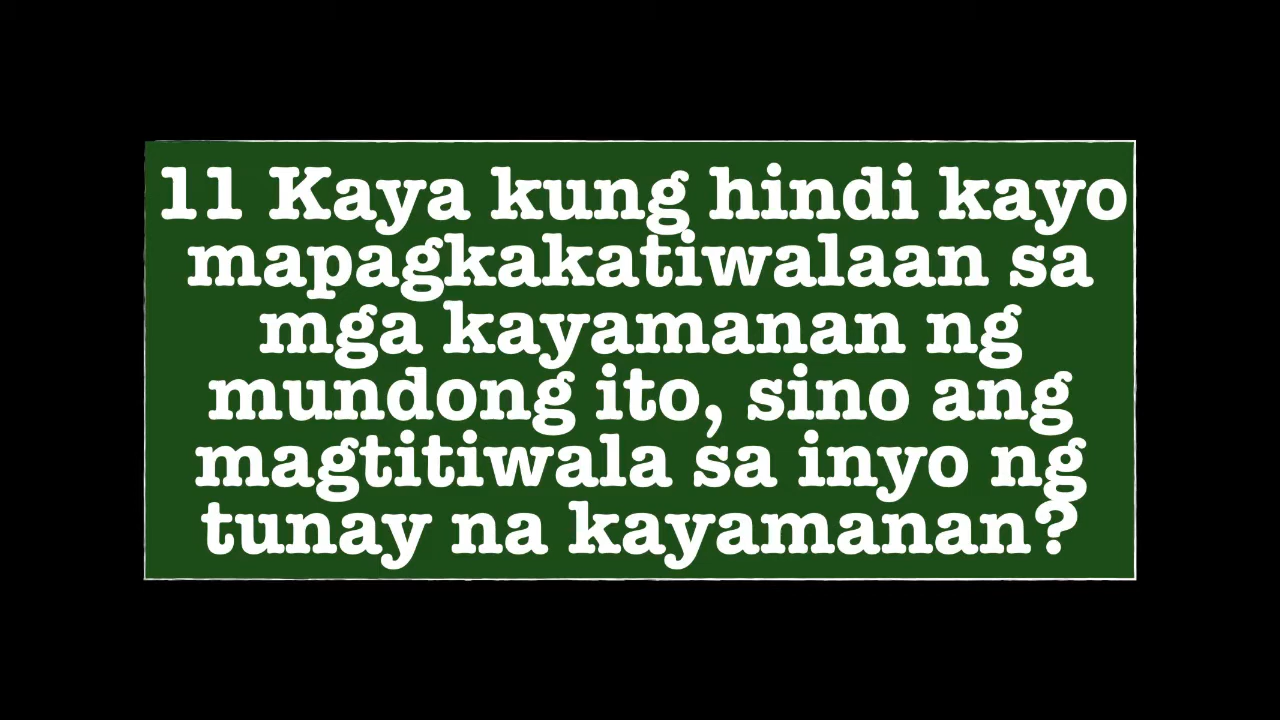 11 Kaya kung hindi kayo
mapagkakatiwalaan sa
mga kayamanan ng
mundong ito, sino ang
magtitiwala sa inyo ng
tunay na kayamanan?